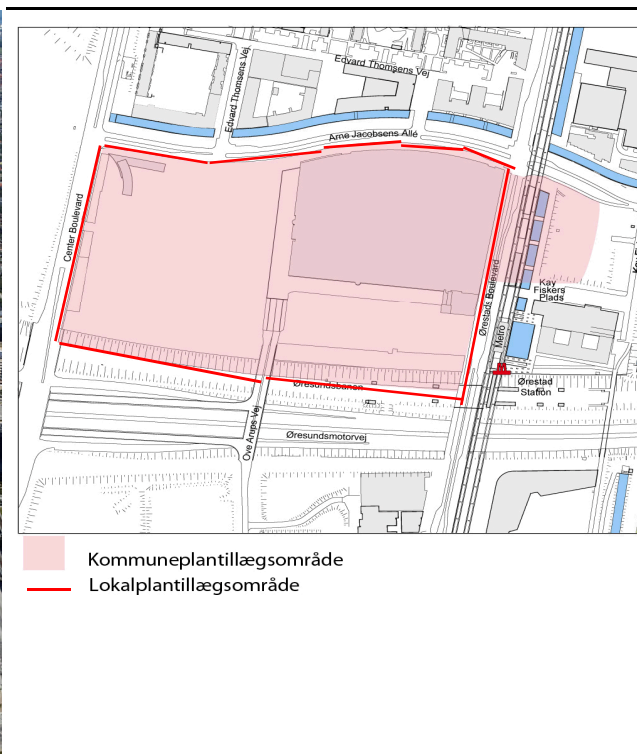 Edvard Thomsens Vej
Edvard Thomsens Vej
Arne Jacobsens Allé
Center Boulevard
Ørestads Boulevard
Metro
Kay
Fiskers
Plads
Ørestad
Station
Øresundsbanen
Ove Arups Vej
Øresundsmotorvej
Kommuneplantillægsområde
Lokalplantillægsområde